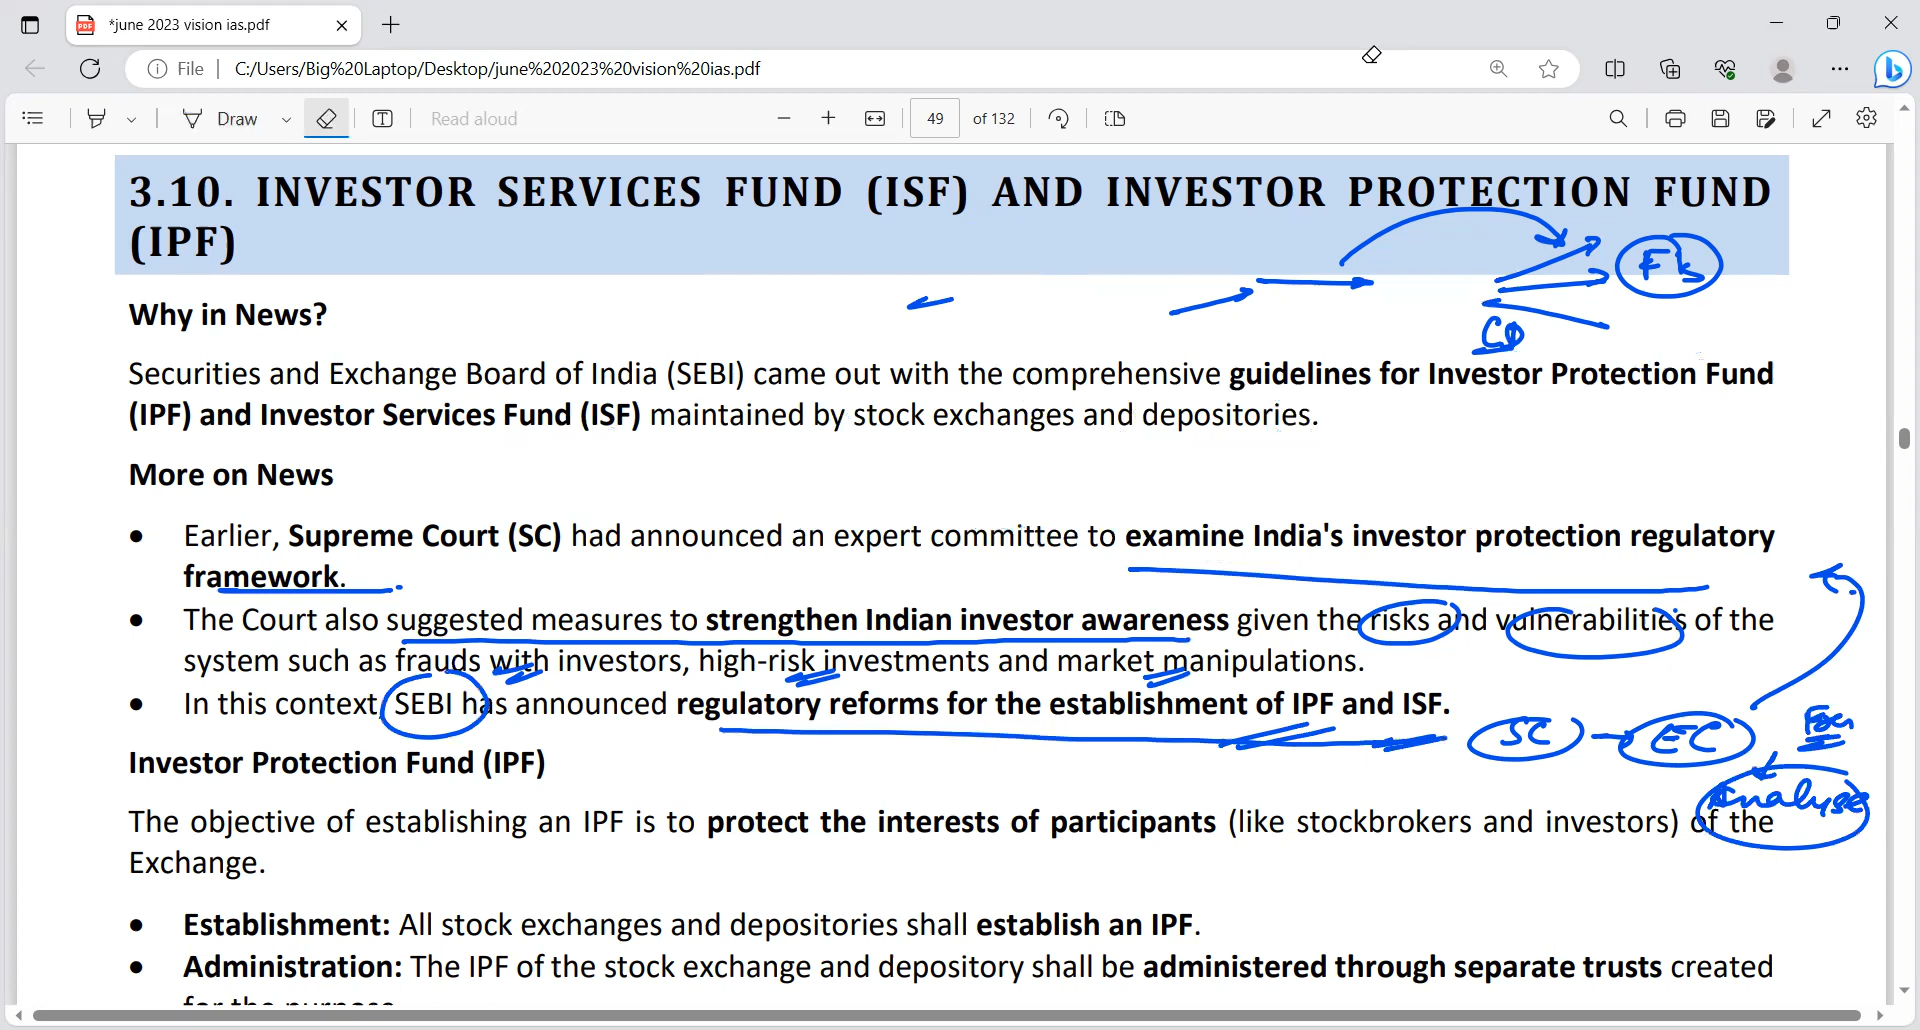 *june 2023 vision ias.pdf
File
C:/Users/Big%20Laptop/Desktop/june%202023%20vision%20ias.pdf
Draw
T
Read aloud
49 of 132
3.10. INVESTOR SERVICES FUND (ISF) AND INVESTOR PROTECTION FUND
(IPF)
Why in News?
Securities and Exchange Board of India (SEBI) came out with the comprehensive guidelines for Investor Protection Fund
(IPF) and Investor Services Fund (ISF) maintained by stock exchanges and depositories.
More on News
• Earlier, Supreme Court (SC) had announced an expert committee to examine India's investor protection regulatory
framework.
• The Court also suggested measures to strengthen Indian investor awareness given the risks and vulnerabilities of the
system such as frauds with investors, high-risk investments and market manipulations.
• In this context, SEBI has announced regulatory reforms for the establishment of IPF and ISF.
SC
EC
Analyse
Investor Protection Fund (IPF)
The objective of establishing an IPF is to protect the interests of participants (like stockbrokers and investors) of the
Exchange.
• Establishment: All stock exchanges and depositories shall establish an IPF.
• Administration: The IPF of the stock exchange and depository shall be administered through separate trusts created
for the purpose.